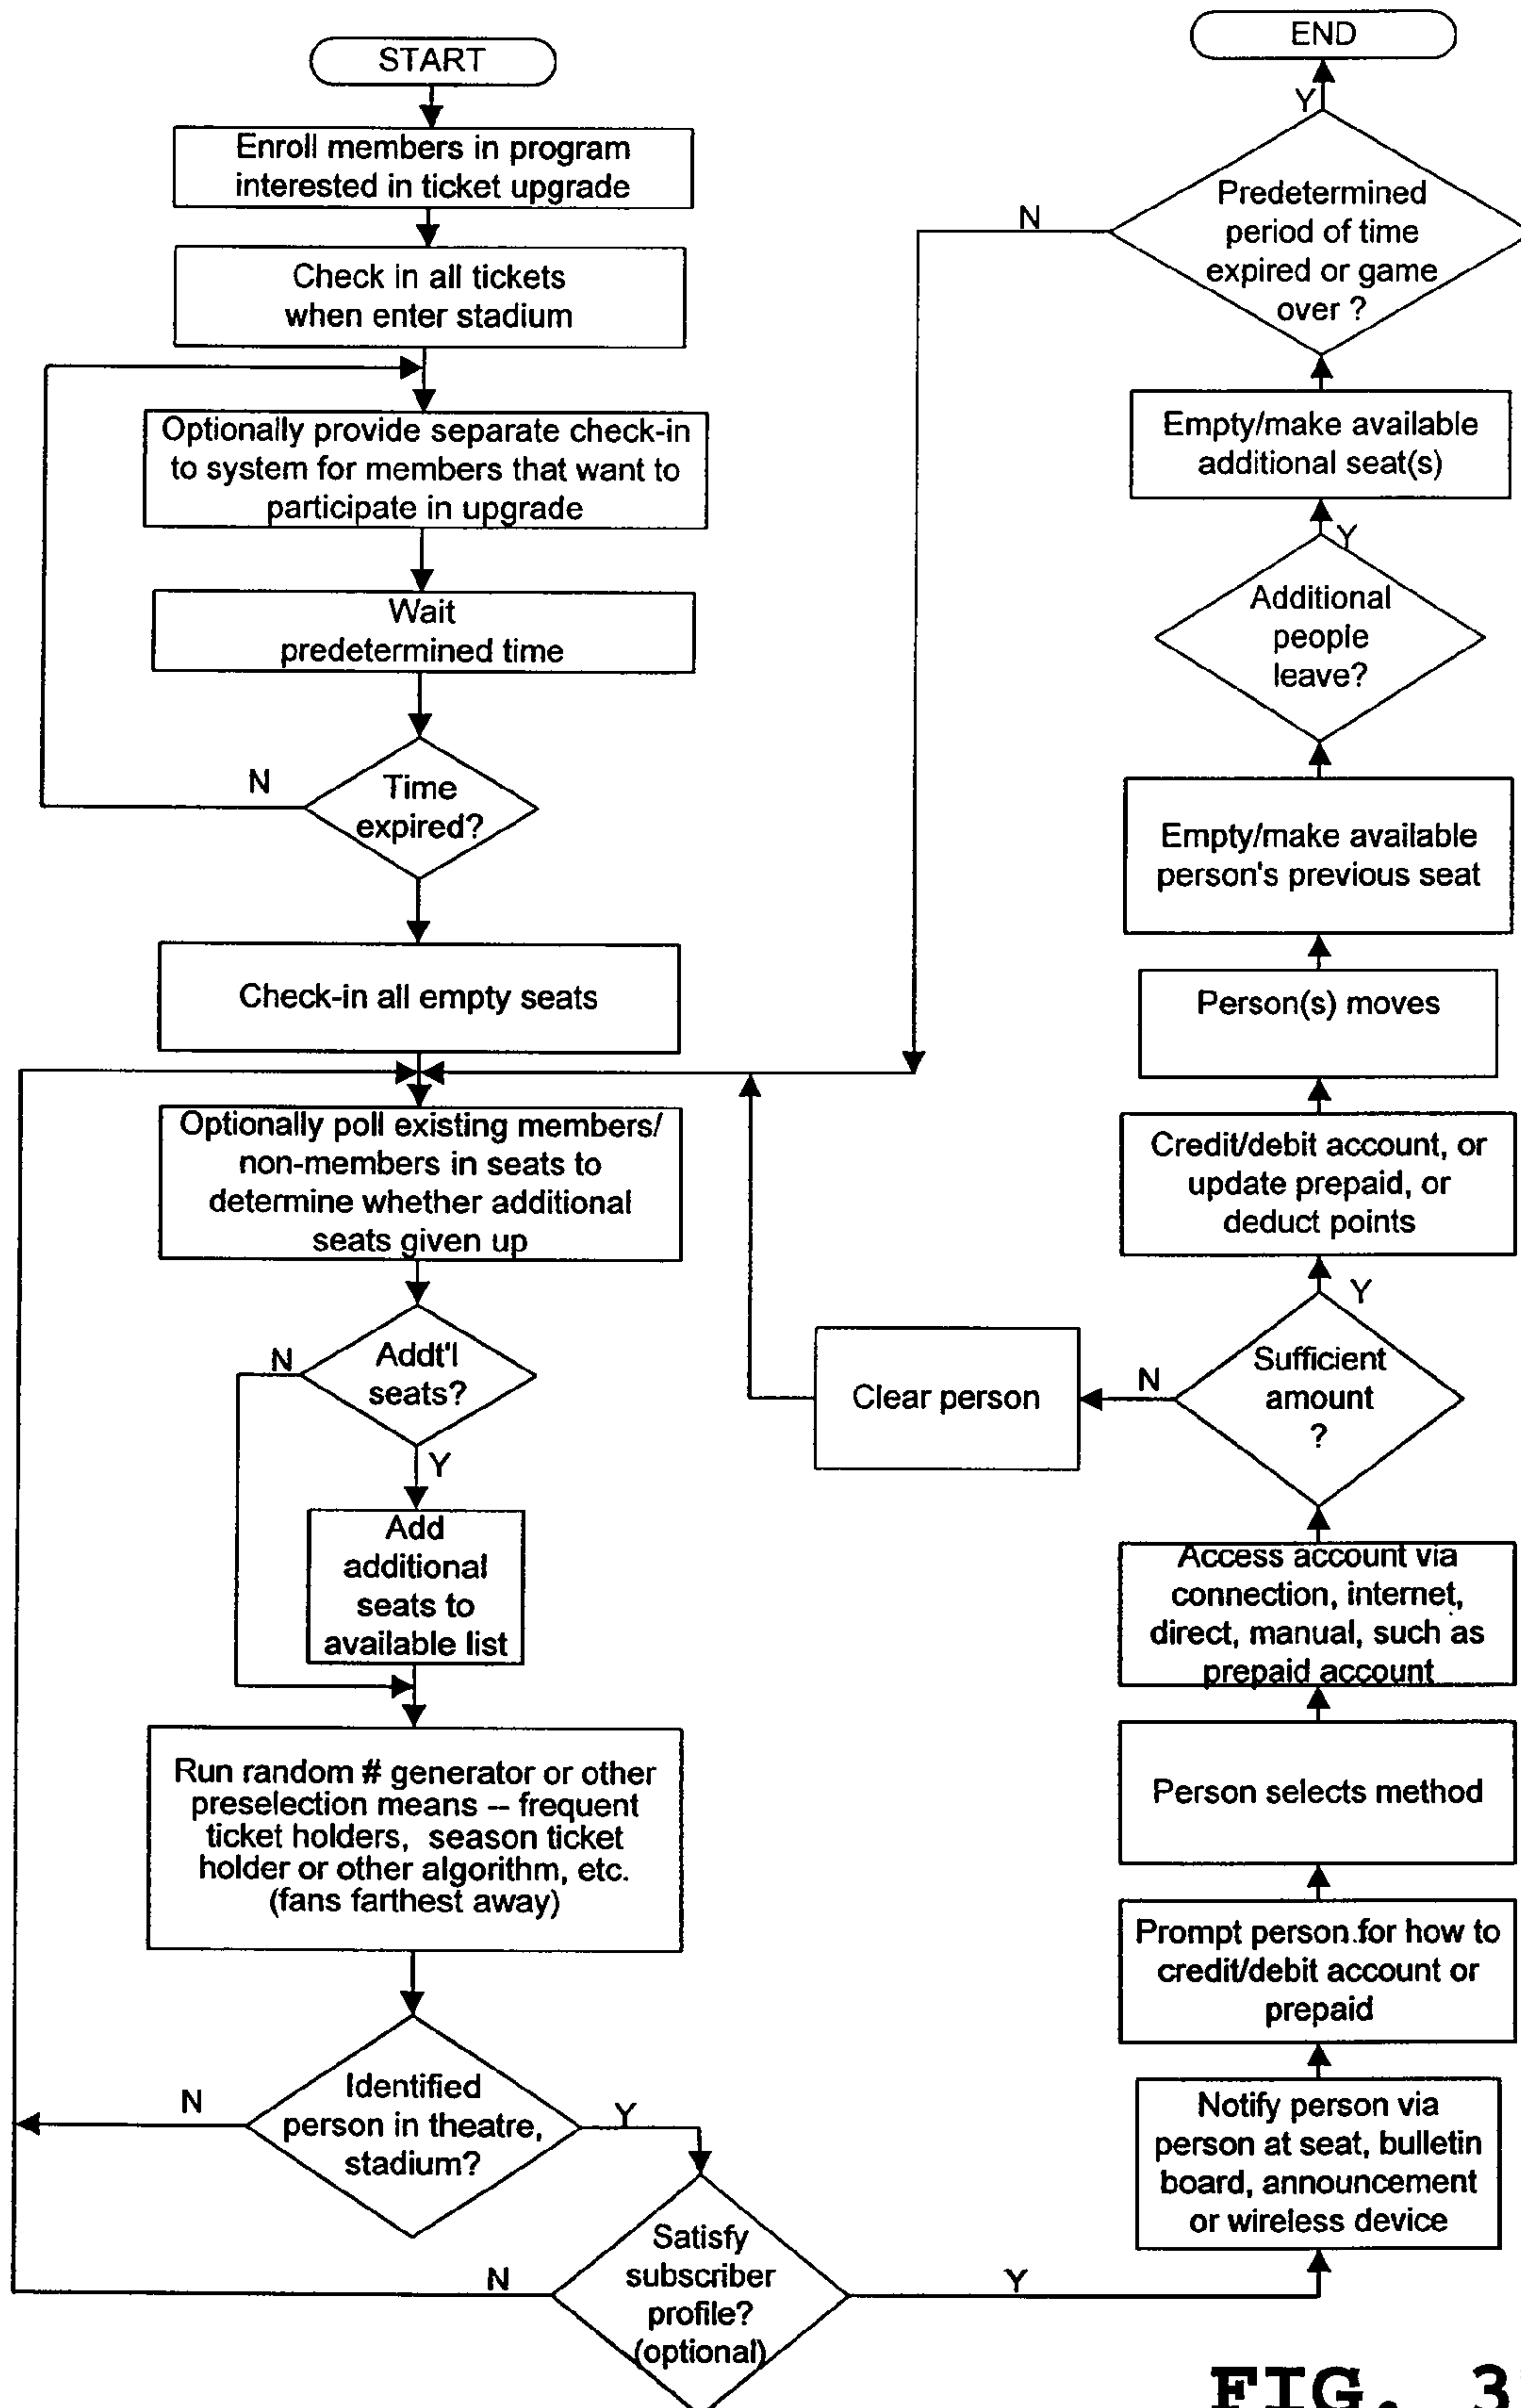 START
Enroll members in program
interested in ticket upgrade
Check in all tickets
when enter stadium
Optionally provide separate check-in
to system for members that want to
participate in upgrade
Wait
predetermined time
N
Time
expired?
Check-in all empty seats
Optionally poll existing members/
non-members in seats to
determine whether additional
seats given up
N
Addt'l
seats?
Y
Add
additional
seats to
available list
Run random # generator or other
preselection means -- frequent
ticket holders, season ticket
holder or other algorithm, etc.
(fans farthest away)
N
Identified
person in theatre,
stadium?
Y
N
Satisfy
subscriber
profile?
(optional)
Y
Notify person via
person at seat, bulletin
board, announcement
or wireless device
Prompt person.for how to
credit/debit account or
prepaid
Person selects method
Access account via
connection, internet,
direct, manual, such as
prepaid account
Sufficient
amount
?
N
Clear person
Y
Credit/debit account, or
update prepaid, or
deduct points
Person(s) moves
Empty/make available
person's previous seat
Additional
people
leave?
Y
Empty/make available
additional seat(s)
Predetermined
period of time
expired or game
over ?
N
Y
END
FIG. 3